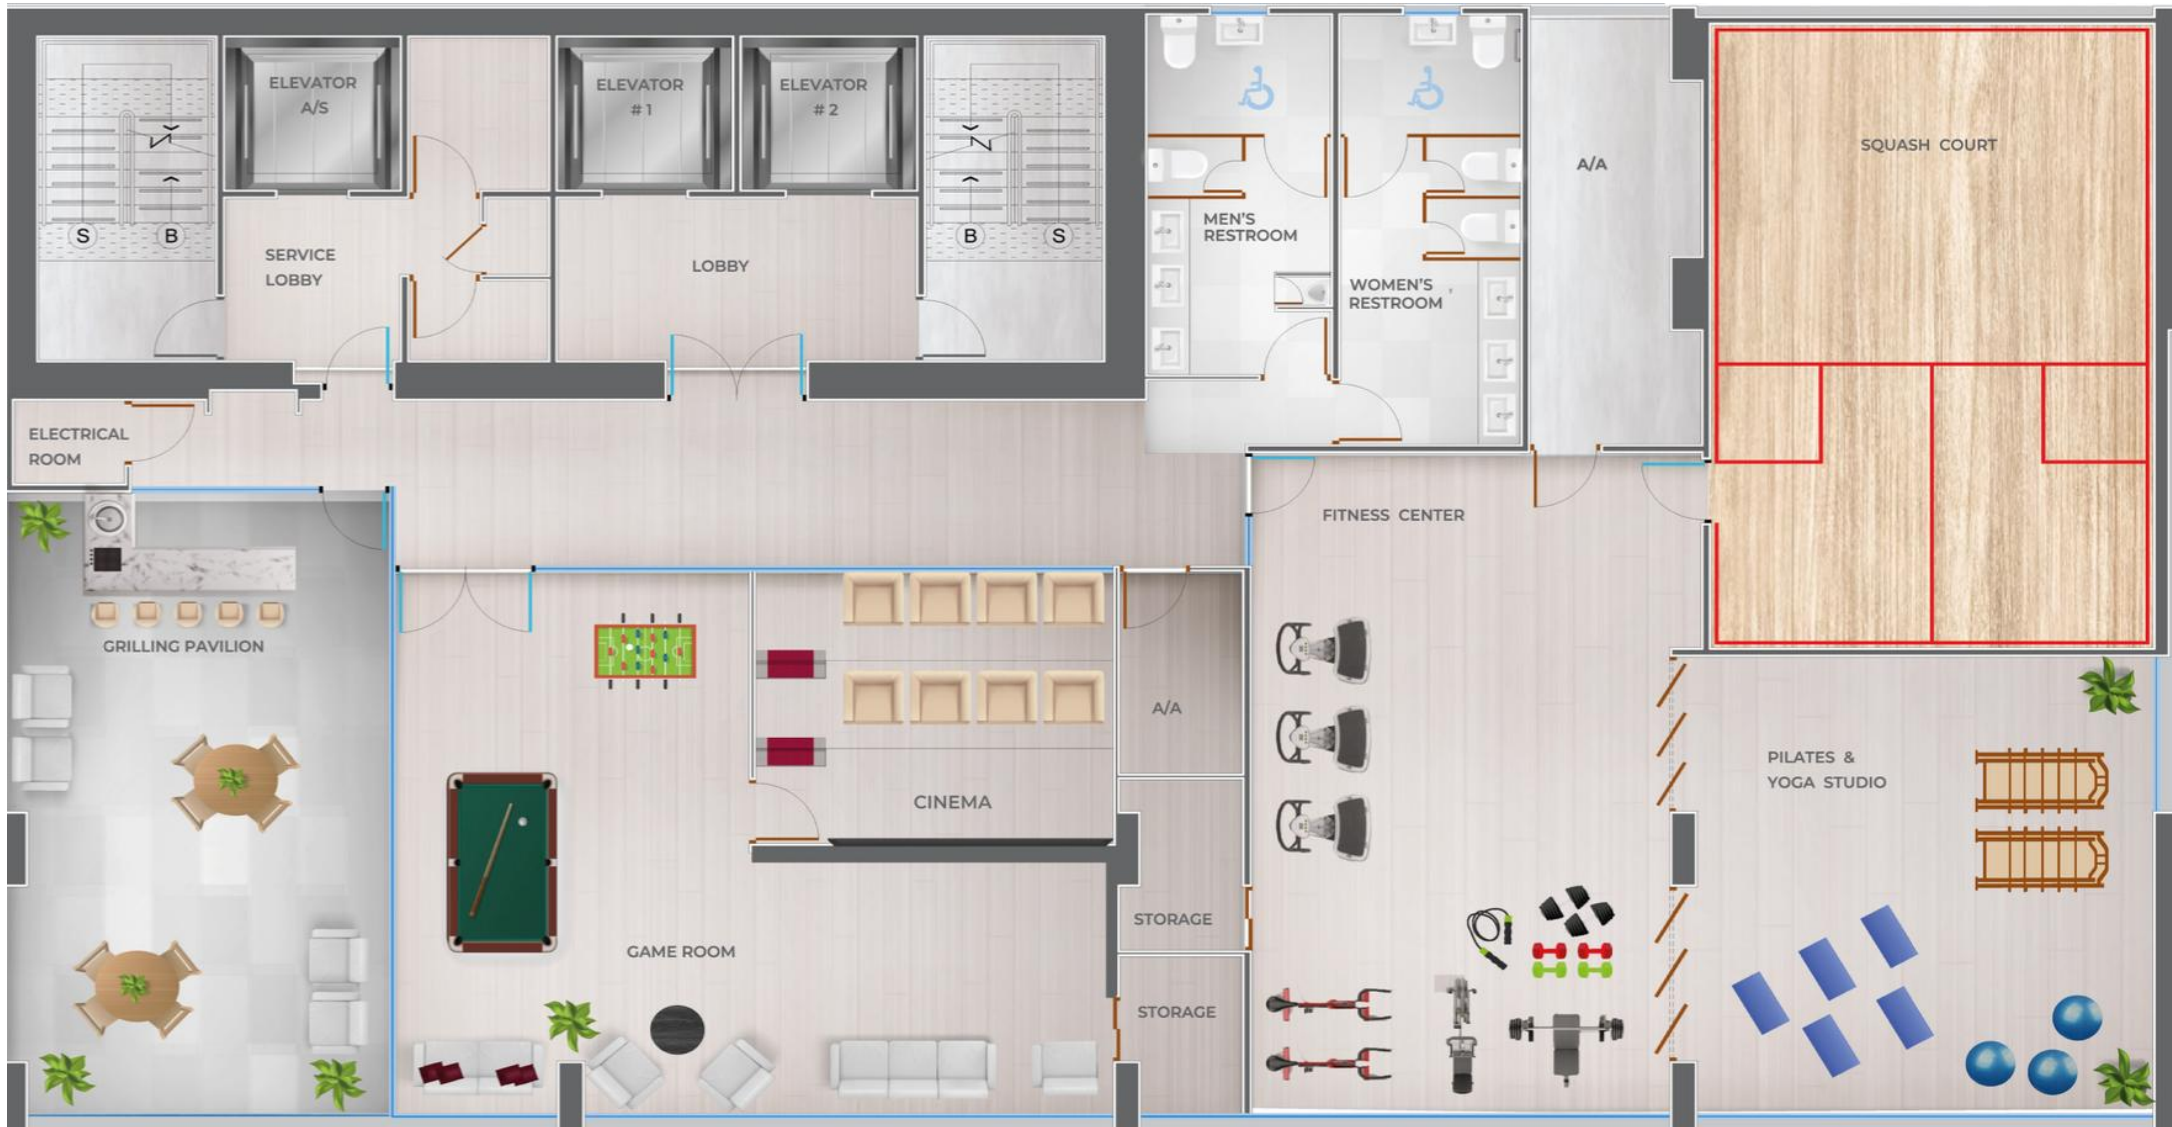 ELEVATOR
A/S
ELEVATOR
# 1
ELEVATOR
# 2
S
B
SERVICE
LOBBY
LOBBY
B
S
MEN'S
RESTROOM
WOMEN'S
RESTROOM
A/A
SQUASH COURT
ELECTRICAL
ROOM
FITNESS CENTER
GRILLING PAVILION
A/A
CINEMA
PILATES &
YOGA STUDIO
STORAGE
GAME ROOM
STORAGE